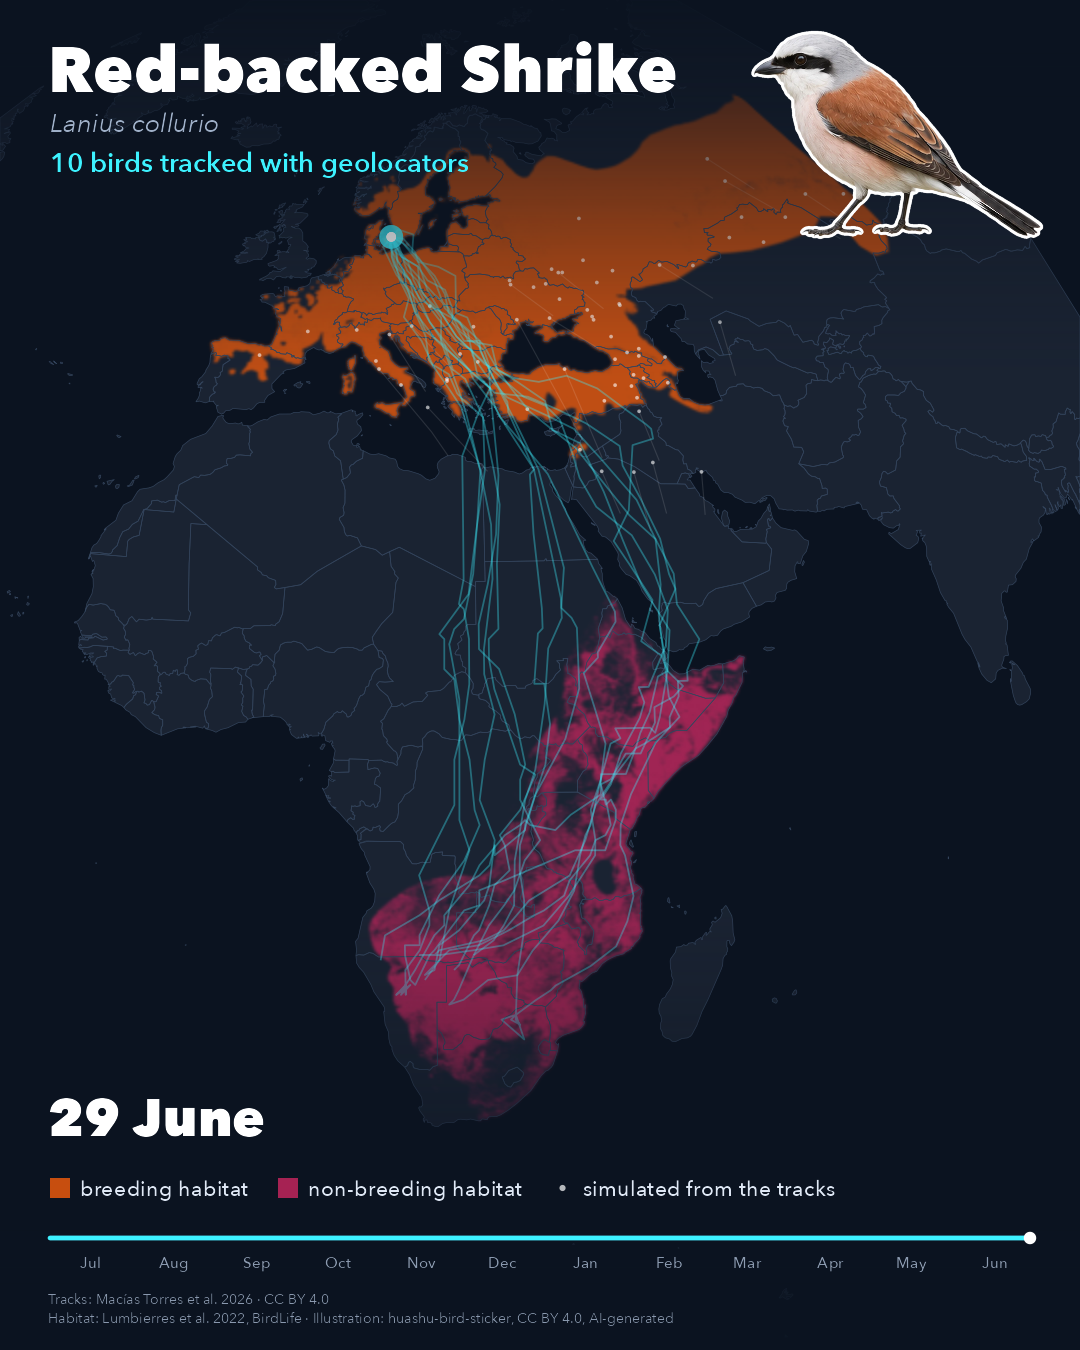 Red-backed Shrike
Lanius collurio
10 birds tracked with geolocators
29 June
breeding habitat non-breeding habitat simulated from the tracks
Jul Aug Sep Oct Nov Dec Jan Feb Mar Apr May Jun
Tracks: Macías Torres et al. 2026 · CC BY 4.0
Habitat: Lumbierres et al. 2022, BirdLife · Illustration: huashu-bird-sticker, CC BY 4.0, AI-generated